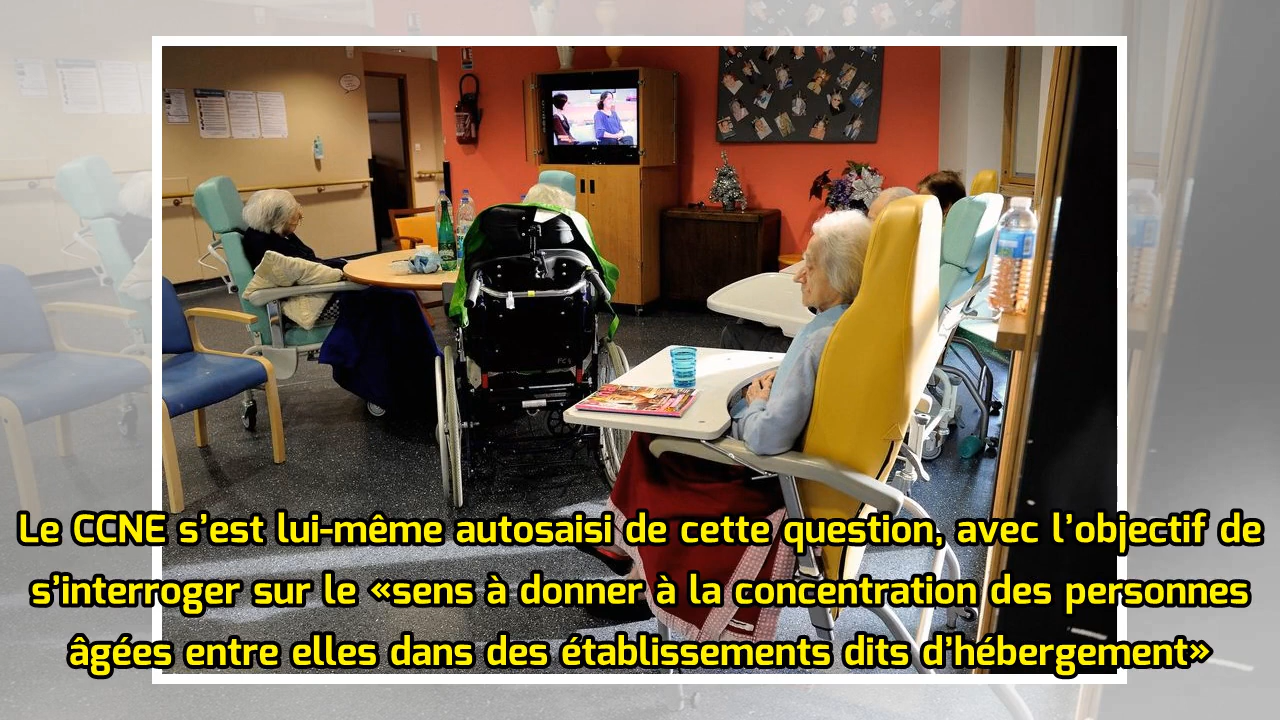 Le CCNE s’est lui-même autosaisi de cette question, avec l’objectif de
s’interroger sur le «sens à donner à la concentration des personnes
âgées entre elles dans des établissements dits d’hébergement»